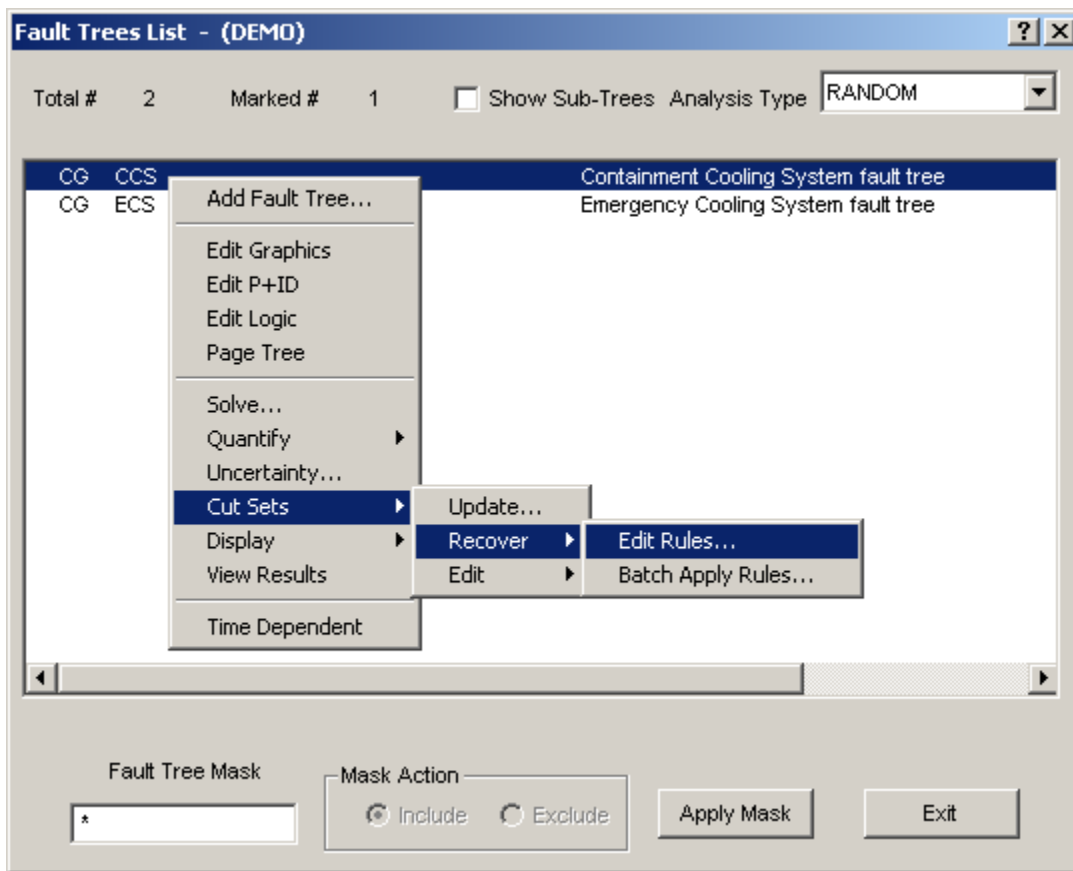 Fault Trees List - (DEMO)
Total # 2 Marked # 1 Show Sub-Trees Analysis Type RANDOM
CG CCS Containment Cooling System fault tree
CG ECS Emergency Cooling System fault tree
Add Fault Tree...
Edit Graphics
Edit P+ID
Edit Logic
Page Tree
Solve...
Quantify
Uncertainty...
Cut Sets
Display
View Results
Time Dependent
Update...
Recover
Edit
Edit Rules...
Batch Apply Rules...
Fault Tree Mask
*
Mask Action
Include Exclude
Apply Mask
Exit